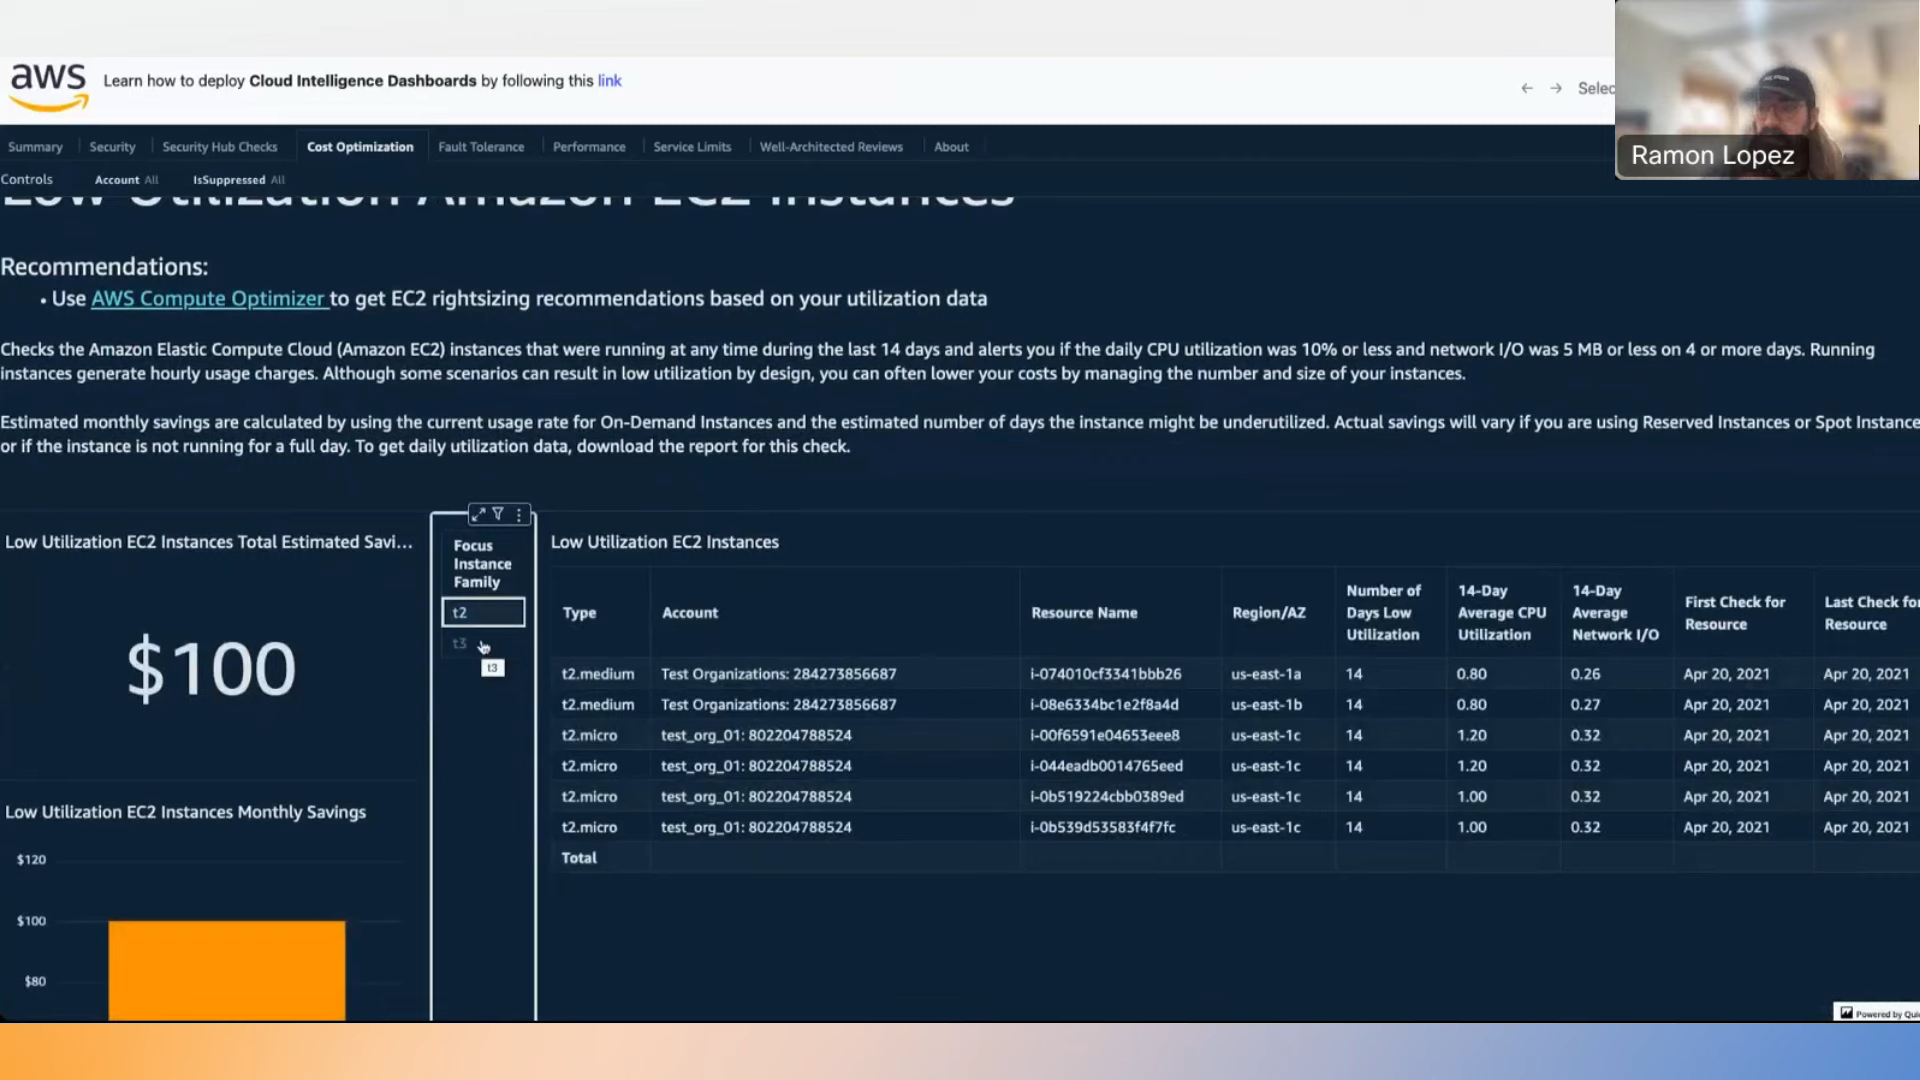 aws
Learn how to deploy Cloud Intelligence Dashboards by following this link
← → Selec
Ramon Lopez
Summary Security Security Hub Checks Cost Optimization Fault Tolerance Performance Service Limits Well-Architected Reviews About
Controls Account All IsSuppressed All
Low Utilization Amazon EC2 Instances
Recommendations:
• Use AWS Compute Optimizer to get EC2 rightsizing recommendations based on your utilization data
Checks the Amazon Elastic Compute Cloud (Amazon EC2) instances that were running at any time during the last 14 days and alerts you if the daily CPU utilization was 10% or less and network I/O was 5 MB or less on 4 or more days. Running
instances generate hourly usage charges. Although some scenarios can result in low utilization by design, you can often lower your costs by managing the number and size of your instances.
Estimated monthly savings are calculated by using the current usage rate for On-Demand Instances and the estimated number of days the instance might be underutilized. Actual savings will vary if you are using Reserved Instances or Spot Instance
or if the instance is not running for a full day. To get daily utilization data, download the report for this check.
Low Utilization EC2 Instances Total Estimated Savi...
$100
Low Utilization EC2 Instances Monthly Savings
$120
$100
$80
Focus
Instance
Family
t2
t3
t3
Low Utilization EC2 Instances
Type Account Resource Name Region/AZ Number of Days Low Utilization 14-Day Average CPU Utilization 14-Day Average Network I/O First Check for Resource Last Check for Resource
t2.medium Test Organizations: 284273856687 i-074010cf3341bbb26 us-east-1a 14 0.80 0.26 Apr 20, 2021 Apr 20, 2021
t2.medium Test Organizations: 284273856687 i-08e6334bc1e2f8a4d us-east-1b 14 0.80 0.27 Apr 20, 2021 Apr 20, 2021
t2.micro test_org_01: 802204788524 i-00f6591e04653eee8 us-east-1c 14 1.20 0.32 Apr 20, 2021 Apr 20, 2021
t2.micro test_org_01: 802204788524 i-044eadb0014765eed us-east-1c 14 1.20 0.32 Apr 20, 2021 Apr 20, 2021
t2.micro test_org_01: 802204788524 i-0b519224cbb0389ed us-east-1c 14 1.00 0.32 Apr 20, 2021 Apr 20, 2021
t2.micro test_org_01: 802204788524 i-0b539d53583f4f7fc us-east-1c 14 1.00 0.32 Apr 20, 2021 Apr 20, 2021
Total
Powered by Qui